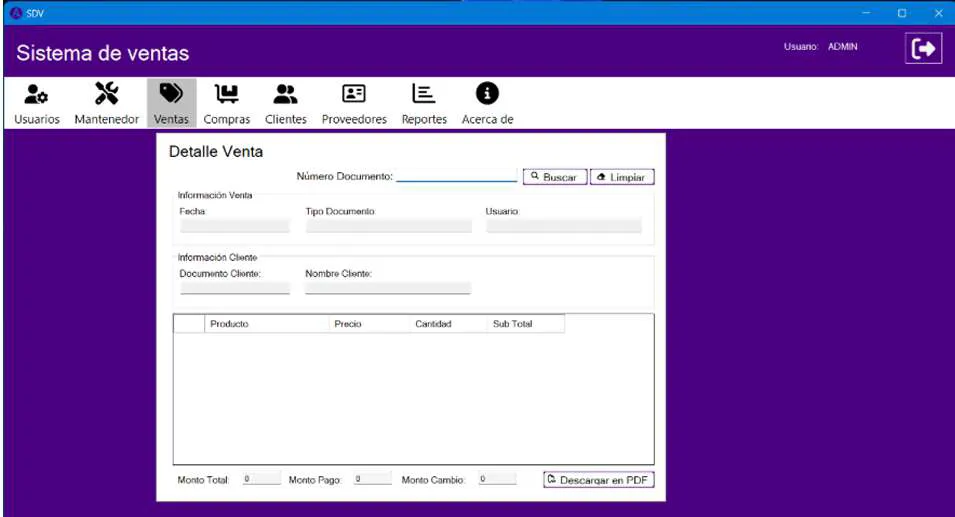 SDV
Sistema de ventas
Usuario: ADMIN
Usuarios Mantenedor Ventas Compras Clientes Proveedores Reportes Acerca de
Detalle Venta
Número Documento: Buscar Limpiar
Información Venta
Fecha: Tipo Documento: Usuario:
Información Cliente
Documento Cliente: Nombre Cliente:
Producto Precio Cantidad Sub Total
Monto Total: 0 Monto Pago: 0 Monto Cambio: 0 Descargar en PDF